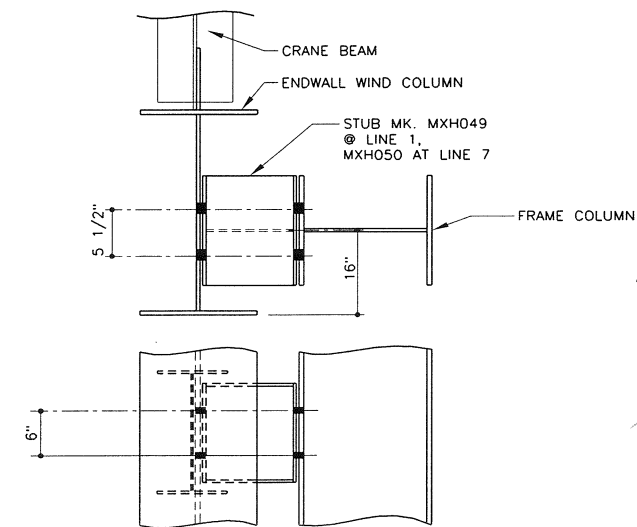 CRANE BEAM
ENDWALL WIND COLUMN
STUB MK. MXH049
@ LINE 1,
MXH050 AT LINE 7
FRAME COLUMN
5 1/2"
16"
6"